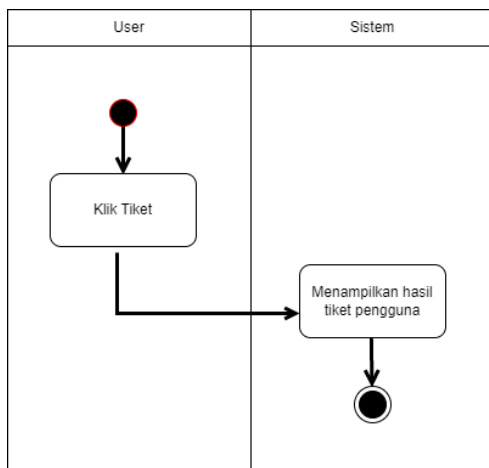 User
Sistem
Klik Tiket
Menampilkan hasil
tiket pengguna